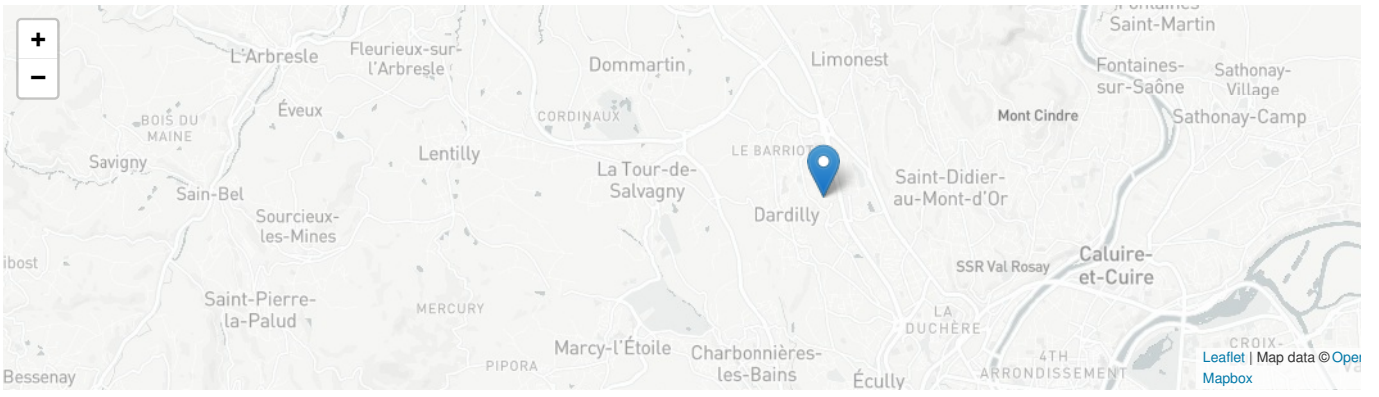 +
−
Fontaines
Saint-Martin
L'Arbresle
Fleurieux-sur-
l'Arbresle
Dommartin
Limonest
Fontaines-
sur-Saône
Sathonay-
Village
Éveux
BOIS DU
MAINE
CORDINAUX
Mont Cindre
Sathonay-Camp
Savigny
Lentilly
LE BARRIOT
La Tour-de-
Salvagny
Saint-Didier-
au-Mont-d'Or
Sain-Bel
Sourcieux-
les-Mines
Dardilly
ibost
SSR Val Rosay
Caluire-
et-Cuire
Saint-Pierre-
la-Palud
MERCURY
LA
DUCHÈRE
Marcy-l'Étoile
Charbonnières-
les-Bains
PIPORA
4TH
ARRONDISSEMENT
CROIX-
Bessenay
Écully
Leaflet | Map data © Oper
Mapbox